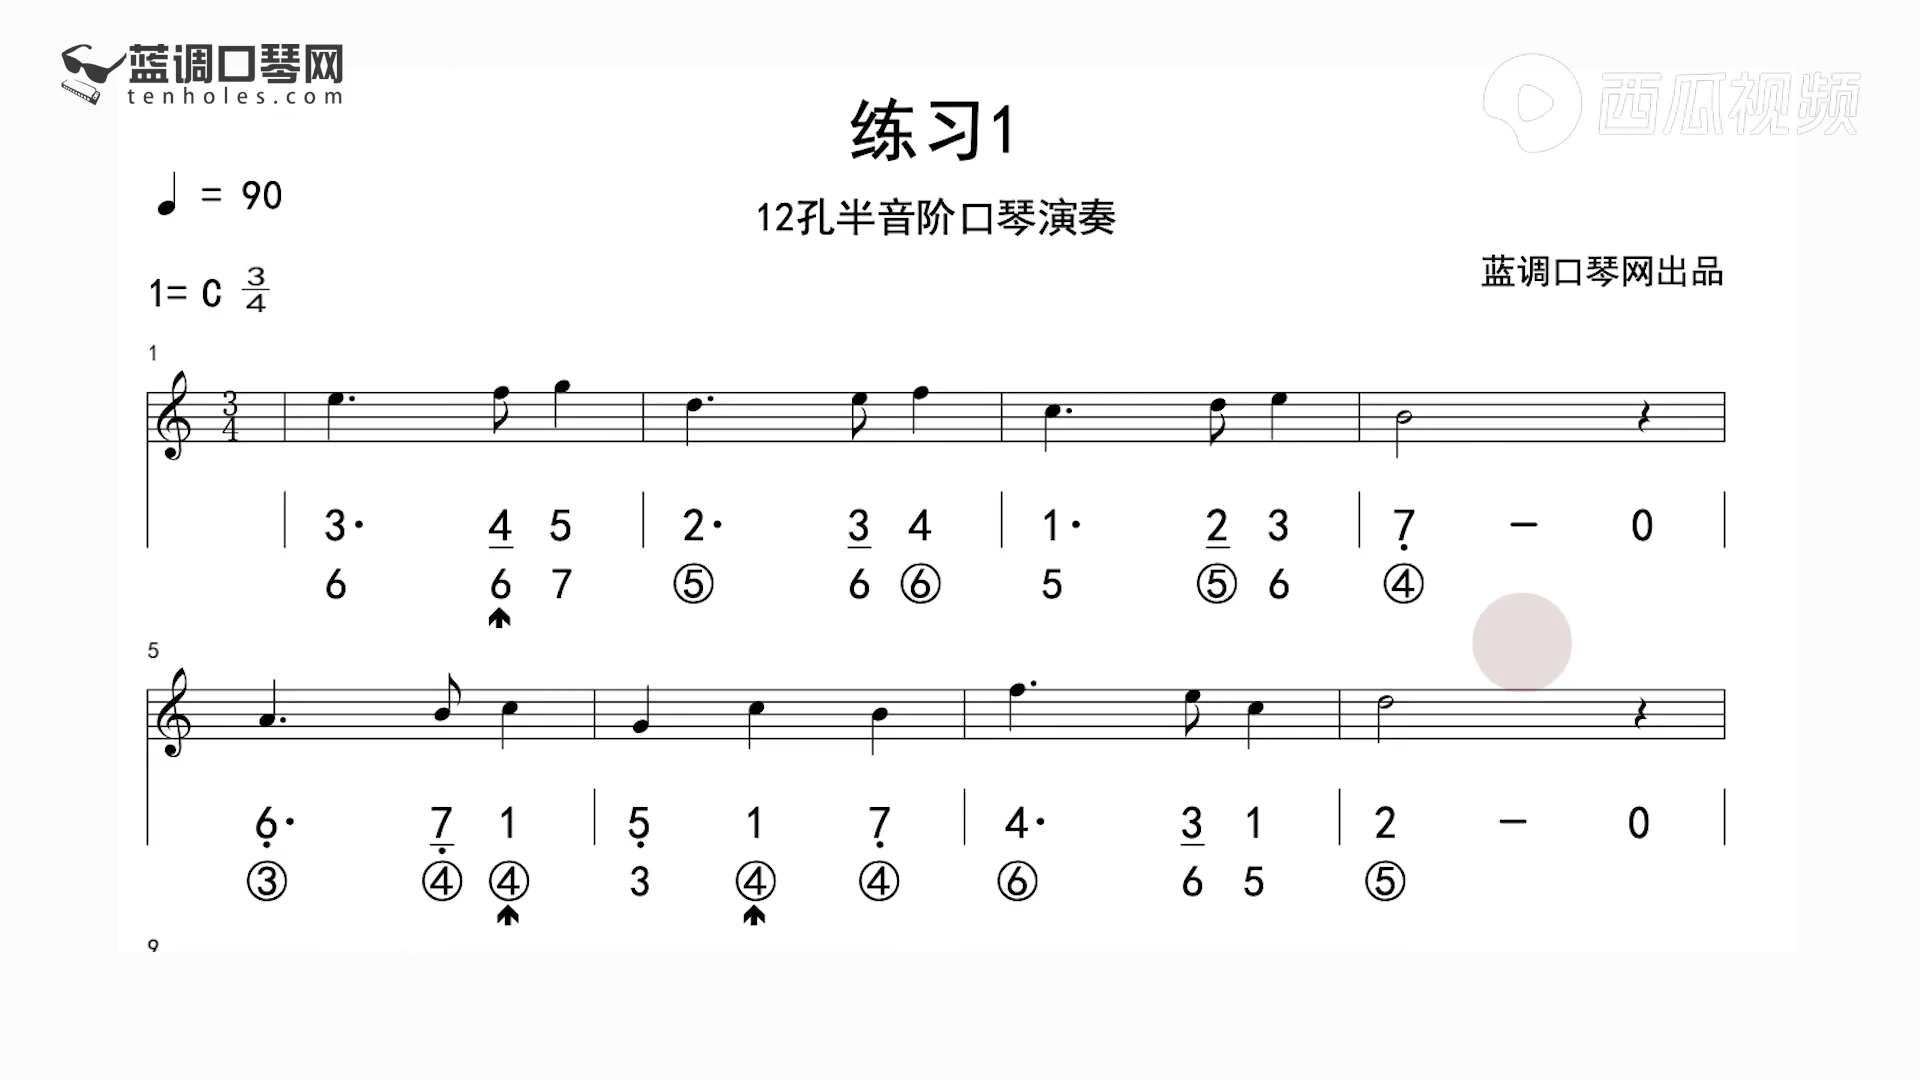 蓝调口琴网
tenholes.com
西瓜视频
练习1
♩ = 90
12孔半音阶口琴演奏
蓝调口琴网出品
1= C 3/4
1
3
4
3· 4 5 2· 3 4 1· 2 3 7 － 0
6 6 7 ⑤ 6 ⑥ 5 ⑤ 6 ④
5
6· 7 1 5 1 7 4· 3 1 2 － 0
③ ④ ④ 3 ④ ④ ⑥ 6 5 ⑤
9